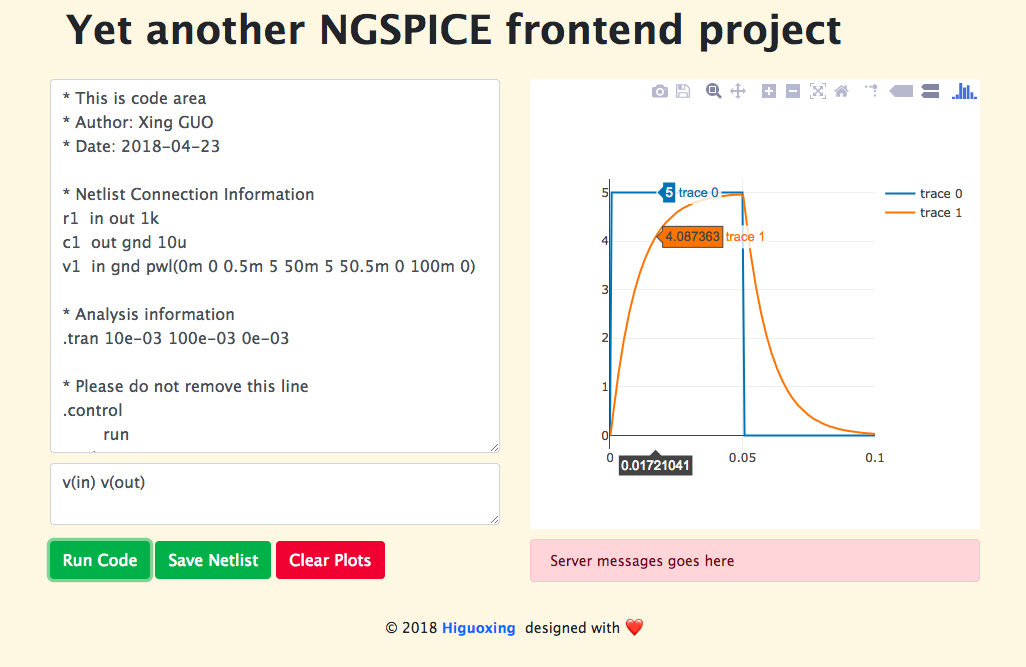 Yet another NGSPICE frontend project
* This is code area
* Author: Xing GUO
* Date: 2018-04-23
* Netlist Connection Information
r1 in out 1k
c1 out gnd 10u
v1 in gnd pwl(0m 0 0.5m 5 50m 5 50.5m 0 100m 0)
* Analysis information
.tran 10e-03 100e-03 0e-03
* Please do not remove this line
.control
run
v(in) v(out)
Run Code
Save Netlist
Clear Plots
5
4
3
2
1
0
5 trace 0
4.087363 trace 1
0
0.01721041
0.05
0.1
trace 0
trace 1
Server messages goes here
© 2018 Higuoxing designed with ❤️